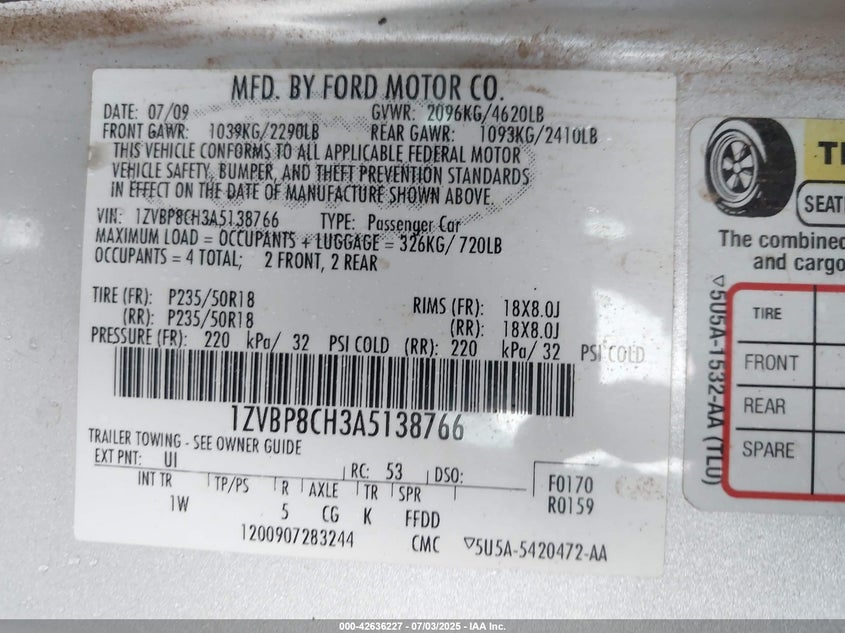 MFD. BY FORD MOTOR CO.
DATE: 07/09 GVWR: 2096KG/4620LB
FRONT GAWR: 1039KG/2290LB REAR GAWR: 1093KG/2410LB
THIS VEHICLE CONFORMS TO ALL APPLICABLE FEDERAL MOTOR
VEHICLE SAFETY, BUMPER, AND THEFT PREVENTION STANDARDS
IN EFFECT ON THE DATE OF MANUFACTURE SHOWN ABOVE.
VIN: 1ZVBP8CH3A5138766 TYPE: Passenger Car
MAXIMUM LOAD = OCCUPANTS + LUGGAGE = 326KG/ 720LB
OCCUPANTS = 4 TOTAL; 2 FRONT, 2 REAR
TIRE (FR): P235/50R18 RIMS (FR): 18X8.0J
(RR): P235/50R18 (RR): 18X8.0J
PRESSURE (FR): 220 kPa/ 32 PSI COLD (RR): 220 kPa/ 32 PSI COLD
1ZVBP8CH3A5138766
TRAILER TOWING - SEE OWNER GUIDE
EXT PNT: UI RC: 53 DSO:
INT TR TP/PS R AXLE TR SPR F0170
1W 5 CG K FFDD R0159
1200907283244 CMC ▽5U5A-5420472-AA
TI
SEATI
The combined
and cargo
▽5U5A-1532-AA (TLU)
TIRE
FRONT
REAR
SPARE
000-42636227 - 07/03/2025 - IAA Inc.